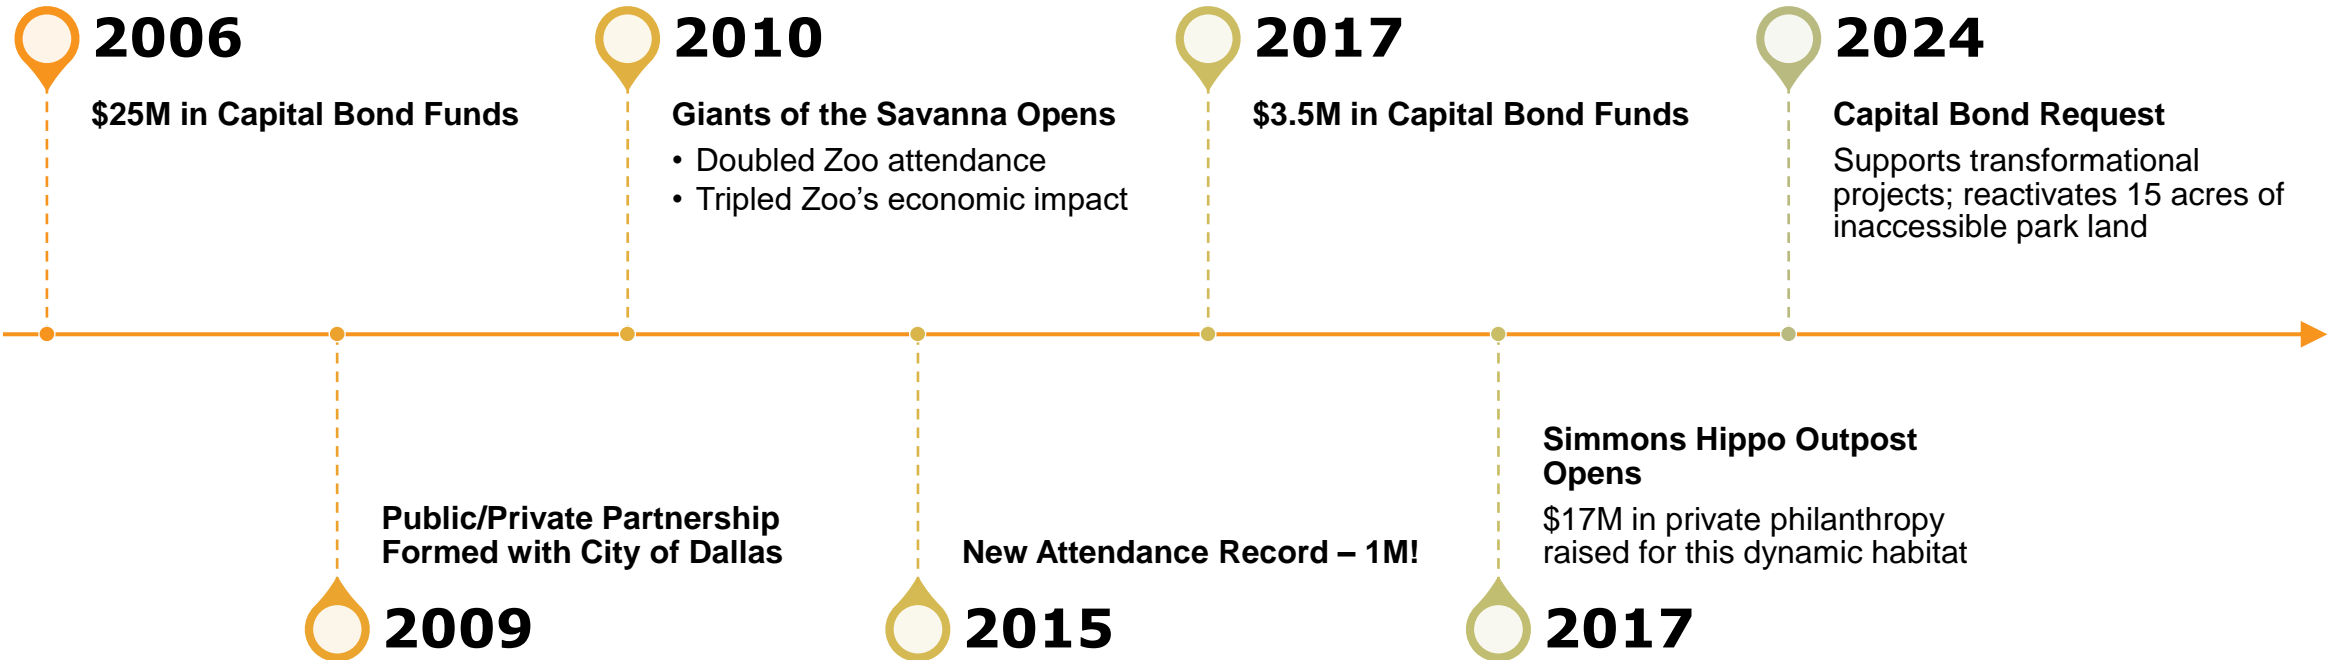 2006
$25M in Capital Bond Funds
2010
Giants of the Savanna Opens
• Doubled Zoo attendance
• Tripled Zoo’s economic impact
2017
$3.5M in Capital Bond Funds
2024
Capital Bond Request
Supports transformational
projects; reactivates 15 acres of
inaccessible park land
Public/Private Partnership
Formed with City of Dallas
2009
New Attendance Record – 1M!
2015
Simmons Hippo Outpost
Opens
$17M in private philanthropy
raised for this dynamic habitat
2017